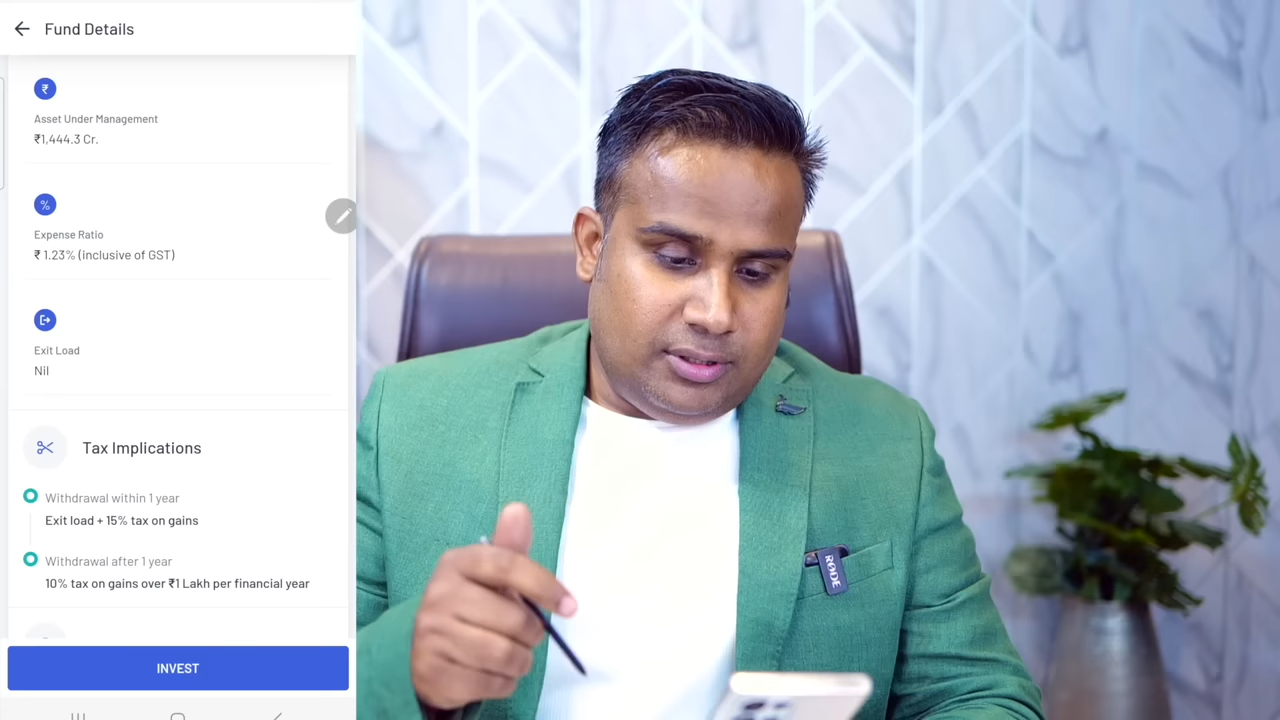 Fund Details
₹
Asset Under Management
₹1,444.3 Cr.
%
Expense Ratio
₹ 1.23% (inclusive of GST)
Exit Load
Nil
Tax Implications
Withdrawal within 1 year
Exit load + 15% tax on gains
Withdrawal after 1 year
10% tax on gains over ₹1 Lakh per financial year
INVEST
RØDE